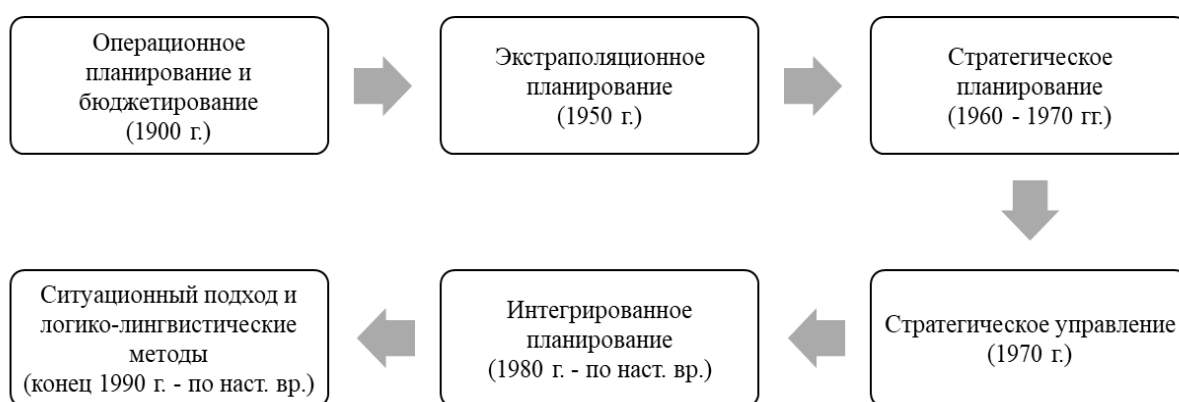 Операционное
планирование и
бюджетирование
(1900 г.)
Экстраполяционное
планирование
(1950 г.)
Стратегическое
планирование
(1960 - 1970 гг.)
Стратегическое управление
(1970 г.)
Интегрированное
планирование
(1980 г. - по наст. вр.)
Ситуационный подход и
логико-лингвистические
методы
(конец 1990 г. - по наст. вр.)